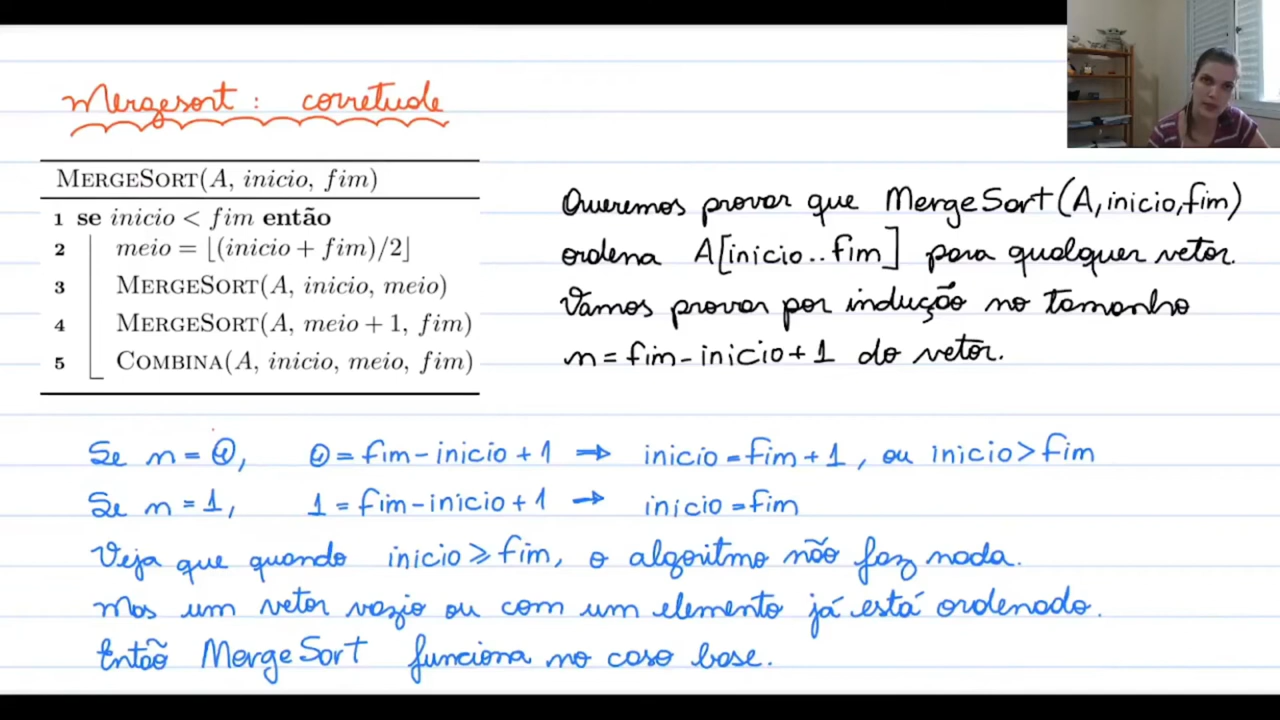 Mergesort: corretude
MERGESORT(A, inicio, fim)
1 se inicio < fim então
2 meio = ⌊(inicio + fim)/2⌋
3 MERGESORT(A, inicio, meio)
4 MERGESORT(A, meio + 1, fim)
5 COMBINA(A, inicio, meio, fim)
Queremos provar que MergeSort(A,inicio,fim)
ordena A[inicio..fim] para qualquer vetor.
Vamos provar por indução no tamanho
n = fim - inicio + 1 do vetor.
Se n = 0, 0 = fim - inicio + 1 → inicio = fim + 1, ou inicio > fim
Se n = 1, 1 = fim - inicio + 1 → inicio = fim
Veja que quando inicio ⩾ fim, o algoritmo não faz nada.
Mas um vetor vazio ou com um elemento já está ordenado.
Então MergeSort funciona no caso base.